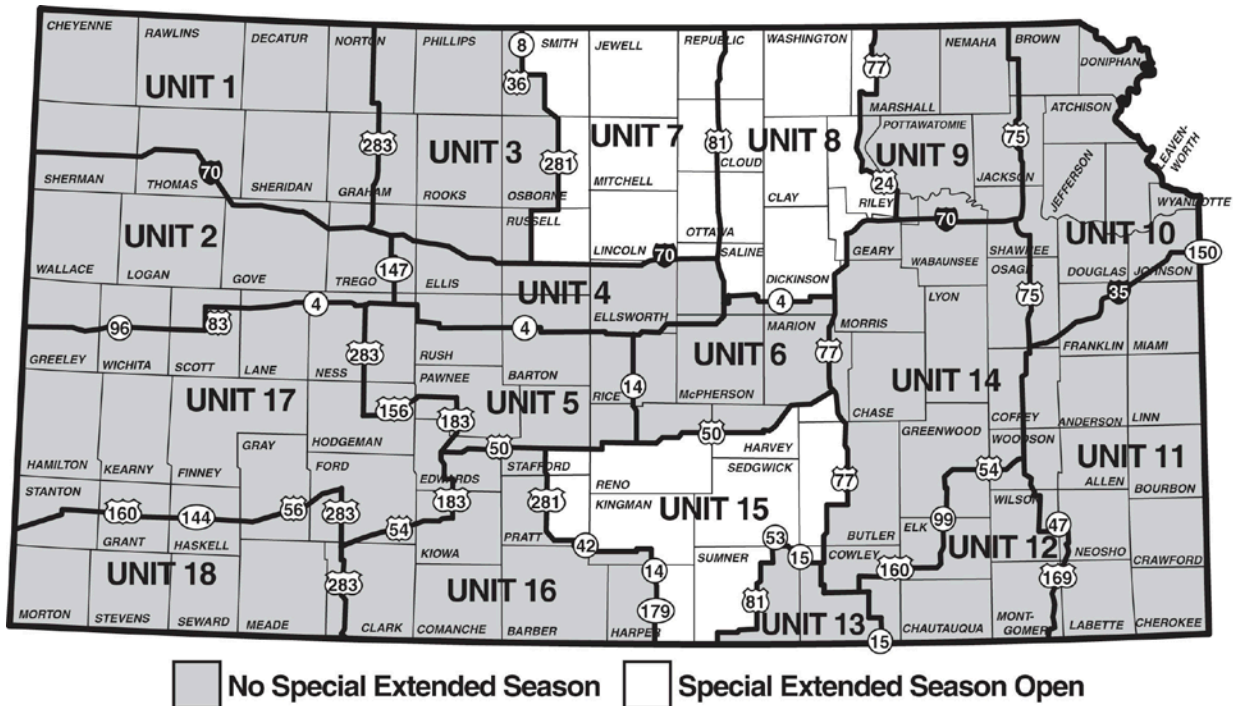 CHEYENNE
RAWLINS
DECATUR
NORTON
PHILLIPS
8
SMITH
JEWELL
REPUBLIC
WASHINGTON
77
NEMAHA
BROWN
DONIPHAN
36
UNIT 1
MARSHALL
ATCHISON
283
UNIT 3
281
UNIT 7
81
UNIT 8
POTTAWATOMIE
UNIT 9
75
LEAVEN-
WORTH
70
CLOUD
SHERMAN
THOMAS
SHERIDAN
GRAHAM
ROOKS
OSBORNE
MITCHELL
CLAY
24
RILEY
JACKSON
JEFFERSON
WYANDOTTE
RUSSELL
UNIT 2
OTTAWA
70
UNIT 10
WALLACE
LOGAN
GOVE
TREGO
147
ELLIS
LINCOLN
70
SALINE
DICKINSON
GEARY
WABAUNSEE
SHAWNEE
OSAGE
DOUGLAS
JOHNSON
150
UNIT 4
ELLSWORTH
4
LYON
75
35
96
83
4
4
MARION
MORRIS
GREELEY
WICHITA
SCOTT
LANE
NESS
283
RUSH
BARTON
RICE
14
UNIT 6
77
FRANKLIN
MIAMI
PAWNEE
UNIT 17
156
183
UNIT 5
McPHERSON
UNIT 14
CHASE
COFFEY
ANDERSON
LINN
GRAY
HODGEMAN
50
50
HARVEY
GREENWOOD
WOODSON
HAMILTON
KEARNY
FINNEY
FORD
EDWARDS
STAFFORD
RENO
SEDGWICK
77
54
UNIT 11
ALLEN
BOURBON
STANTON
160
144
56
283
54
183
281
KINGMAN
UNIT 15
99
WILSON
GRANT
HASKELL
KIOWA
PRATT
42
SUMNER
53
15
BUTLER
COWLEY
ELK
UNIT 12
47
NEOSHO
CRAWFORD
UNIT 18
283
UNIT 16
14
160
169
MORTON
STEVENS
SEWARD
MEADE
CLARK
COMANCHE
BARBER
HARPER
179
81
UNIT 13
15
CHAUTAUQUA
MONT-
GOMERY
LABETTE
CHEROKEE
No Special Extended Season
Special Extended Season Open